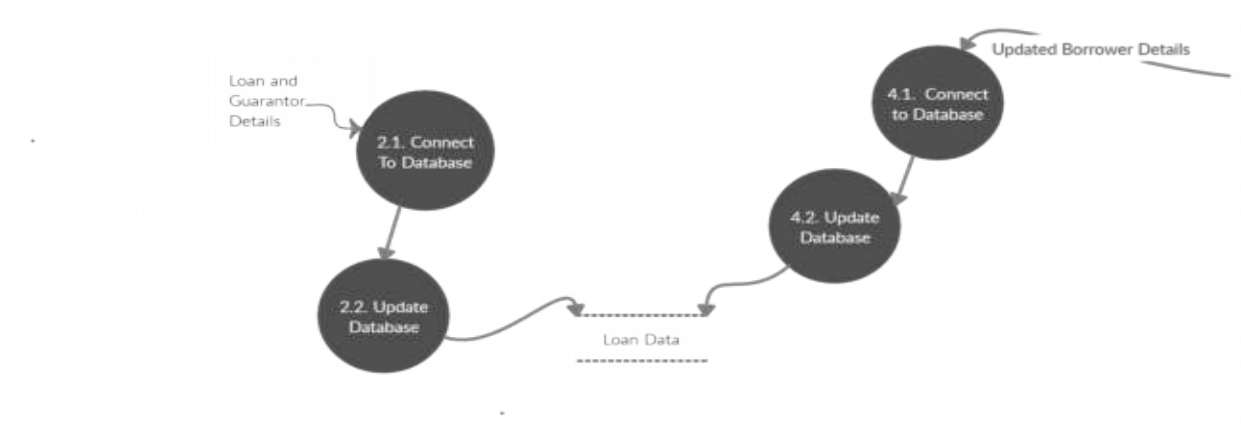 Loan and
Guarantor
Details
2.1. Connect
To Database
2.2. Update
Database
Updated Borrower Details
4.1. Connect
to Database
4.2. Update
Database
Loan Data